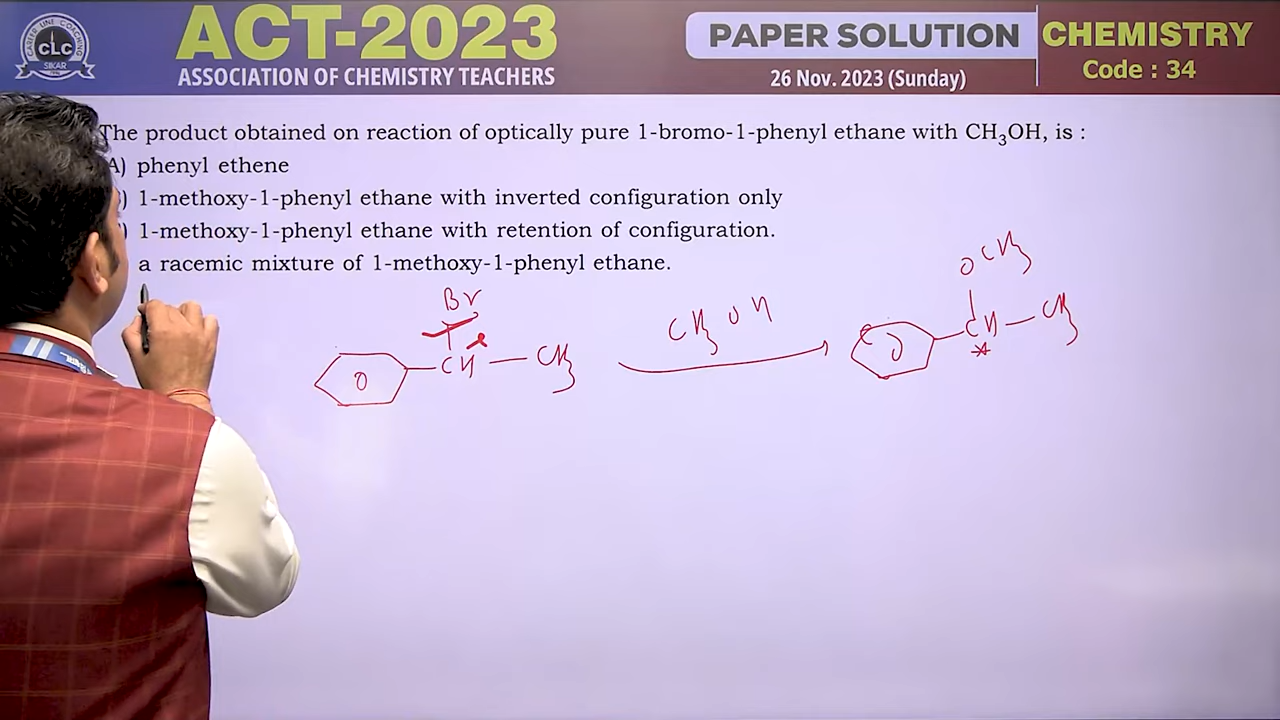 CAREER LINE COACHING
CLC
SIKAR
ACT-2023
ASSOCIATION OF CHEMISTRY TEACHERS
PAPER SOLUTION
26 Nov. 2023 (Sunday)
CHEMISTRY
Code : 34
The product obtained on reaction of optically pure 1-bromo-1-phenyl ethane with CH₃OH, is :
A) phenyl ethene
) 1-methoxy-1-phenyl ethane with inverted configuration only
) 1-methoxy-1-phenyl ethane with retention of configuration.
a racemic mixture of 1-methoxy-1-phenyl ethane.
OCH₃
Br
CH₃OH
CH — CH₃
CH — CH₃
*